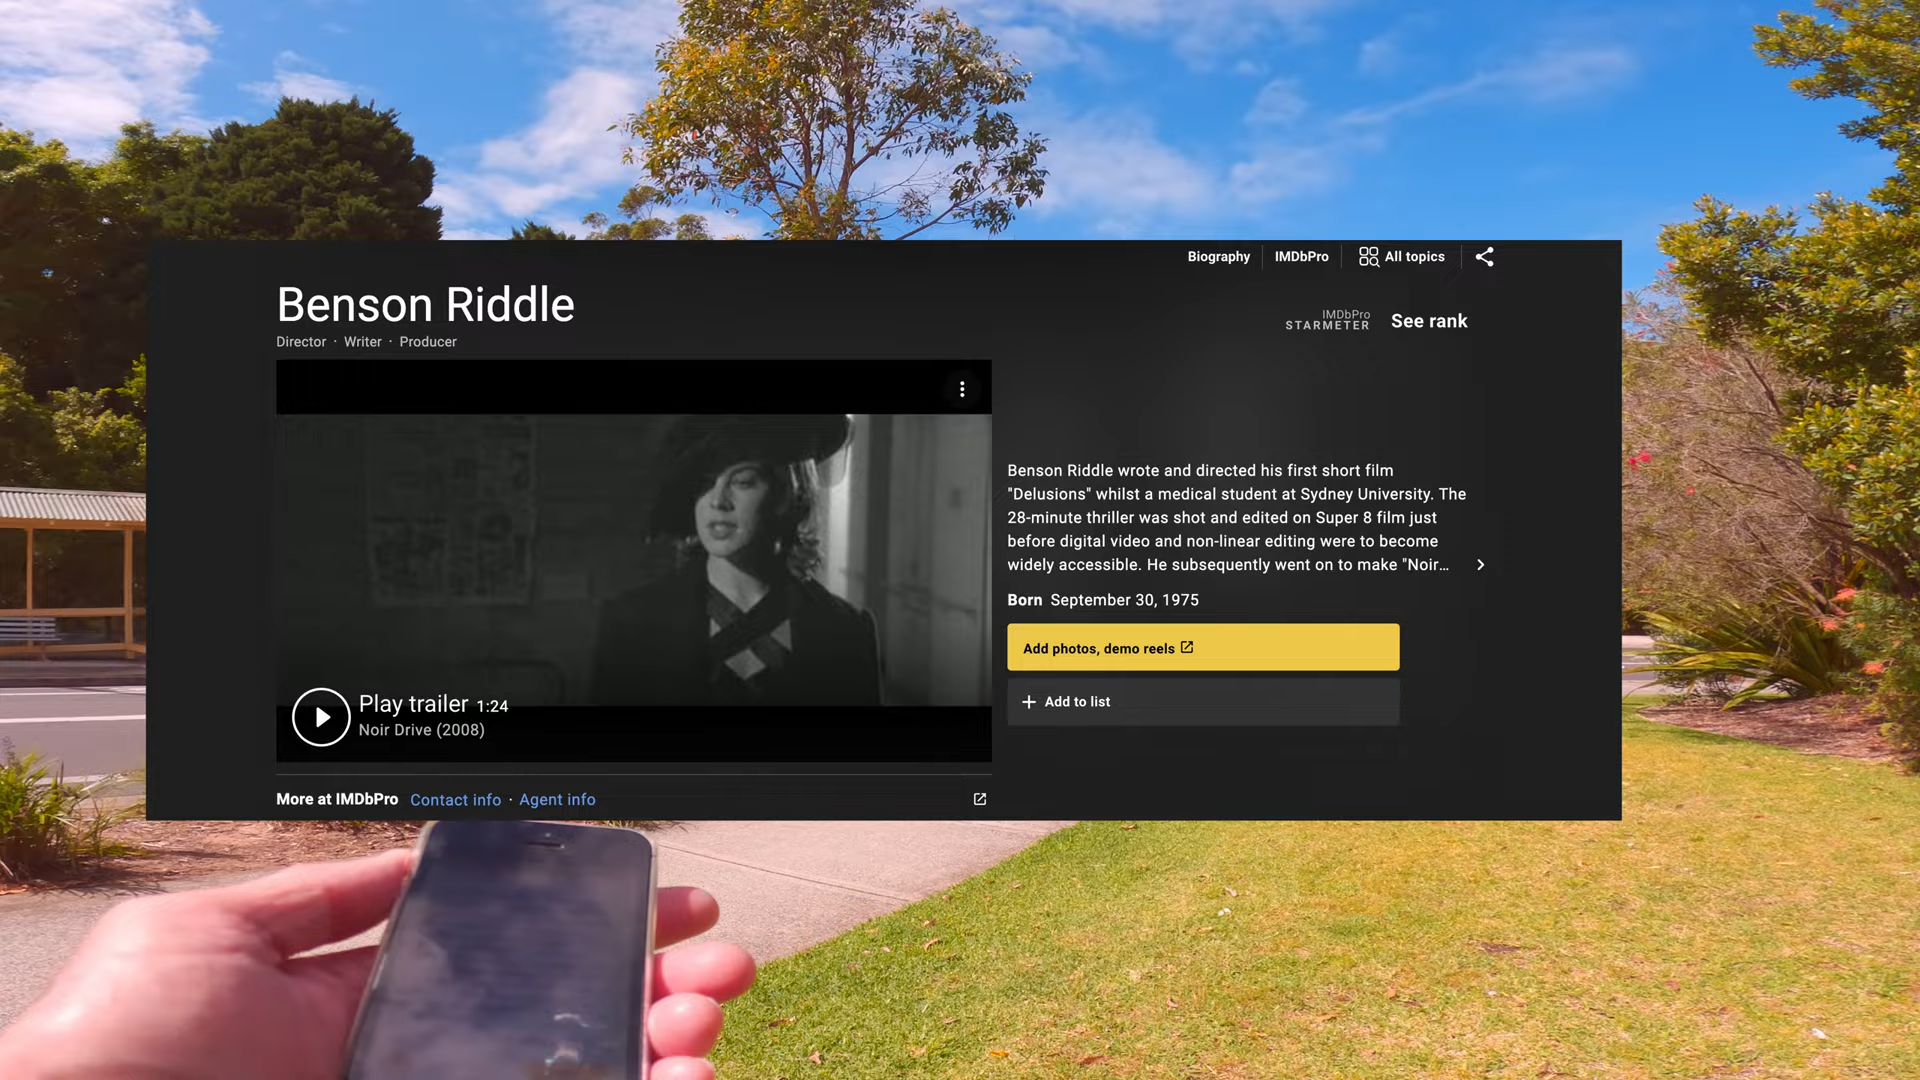 Biography
IMDbPro
All topics
Benson Riddle
IMDbPro
STARMETER
See rank
Director · Writer · Producer
Benson Riddle wrote and directed his first short film
"Delusions" whilst a medical student at Sydney University. The
28-minute thriller was shot and edited on Super 8 film just
before digital video and non-linear editing were to become
widely accessible. He subsequently went on to make "Noir...
Born September 30, 1975
Add photos, demo reels
Add to list
Play trailer 1:24
Noir Drive (2008)
More at IMDbPro Contact info · Agent info